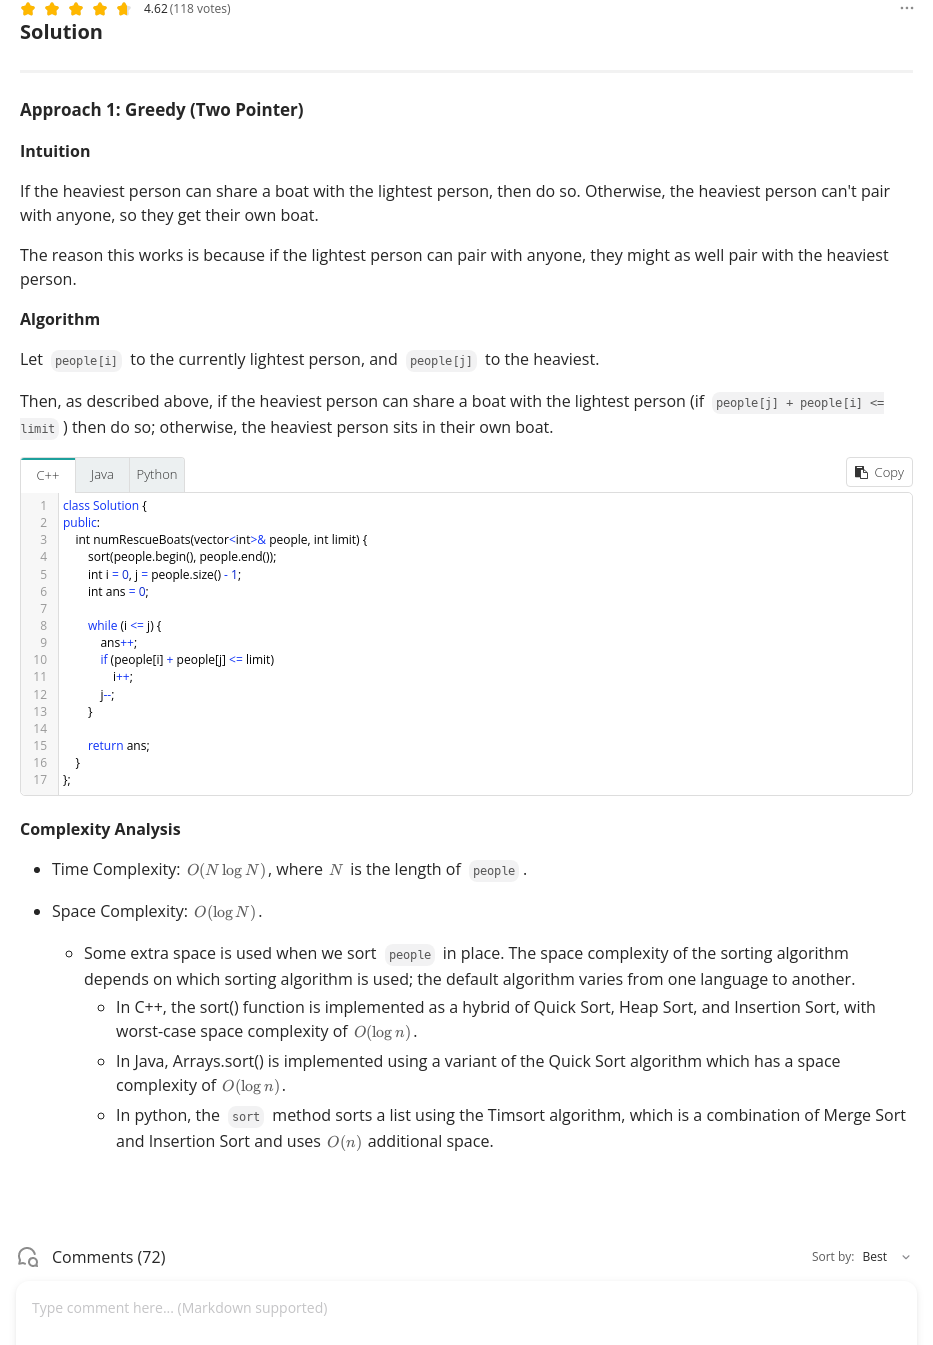 4.62 (118 votes)
Solution
Approach 1: Greedy (Two Pointer)
Intuition
If the heaviest person can share a boat with the lightest person, then do so. Otherwise, the heaviest person can't pair
with anyone, so they get their own boat.
The reason this works is because if the lightest person can pair with anyone, they might as well pair with the heaviest
person.
Algorithm
Let people[i] to the currently lightest person, and people[j] to the heaviest.
Then, as described above, if the heaviest person can share a boat with the lightest person (if people[j] + people[i] <=
limit ) then do so; otherwise, the heaviest person sits in their own boat.
C++ Java Python Copy
1 class Solution {
2 public:
3 int numRescueBoats(vector<int>& people, int limit) {
4 sort(people.begin(), people.end());
5 int i = 0, j = people.size() - 1;
6 int ans = 0;
7
8 while (i <= j) {
9 ans++;
10 if (people[i] + people[j] <= limit)
11 i++;
12 j--;
13 }
14
15 return ans;
16 }
17 };
Complexity Analysis
• Time Complexity: O(N log N), where N is the length of people .
• Space Complexity: O(log N).
◦ Some extra space is used when we sort people in place. The space complexity of the sorting algorithm
depends on which sorting algorithm is used; the default algorithm varies from one language to another.
◦ In C++, the sort() function is implemented as a hybrid of Quick Sort, Heap Sort, and Insertion Sort, with
worst-case space complexity of O(log n).
◦ In Java, Arrays.sort() is implemented using a variant of the Quick Sort algorithm which has a space
complexity of O(log n).
◦ In python, the sort method sorts a list using the Timsort algorithm, which is a combination of Merge Sort
and Insertion Sort and uses O(n) additional space.
Comments (72) Sort by: Best
Type comment here... (Markdown supported)